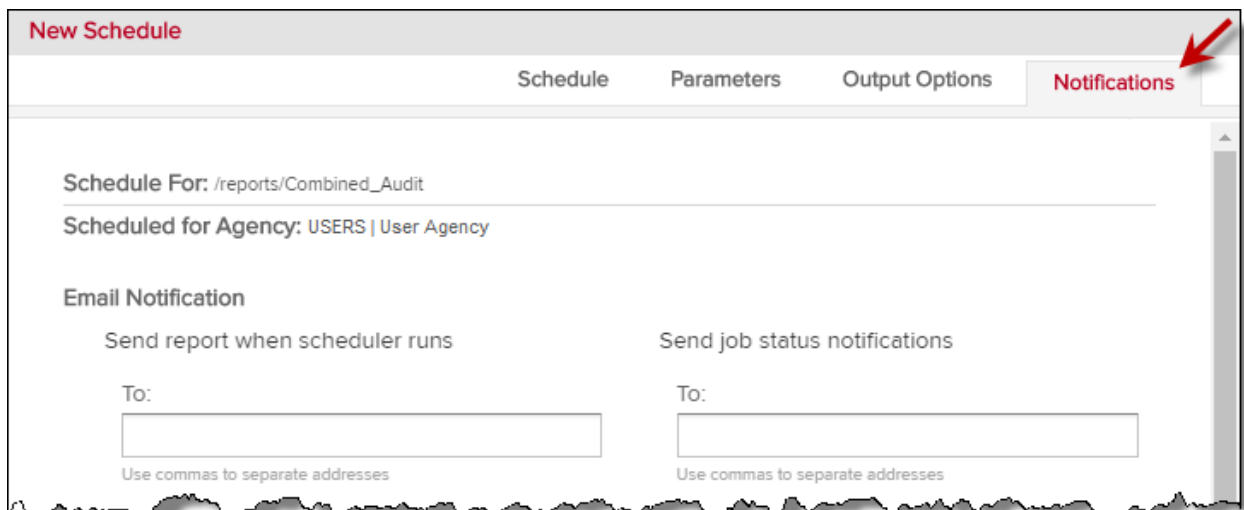 New Schedule
Schedule Parameters Output Options Notifications
Schedule For: /reports/Combined_Audit
Scheduled for Agency: USERS | User Agency
Email Notification
Send report when scheduler runs Send job status notifications
To: To:
Use commas to separate addresses Use commas to separate addresses